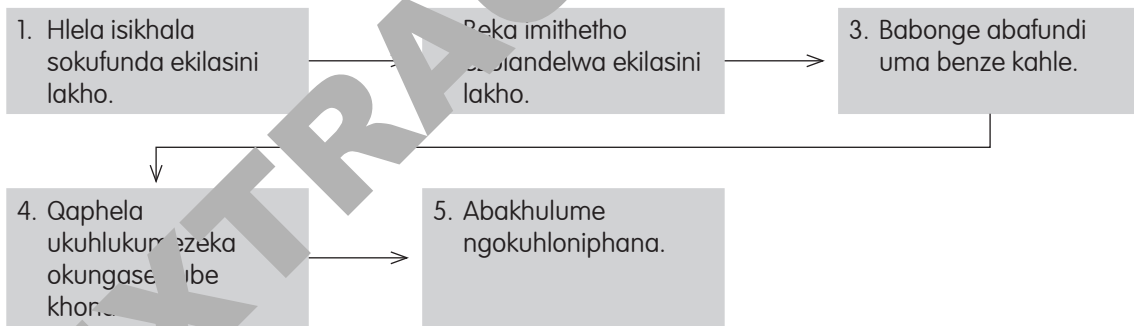 1. Hlela isikhala
sokufunda ekilasini
lakho.
imithetho
ekilasini
lakho.
3. Babonge abafundi
uma benze kahle.
4. Qaphela
5. Abakhulume
ngokuhloniphana.